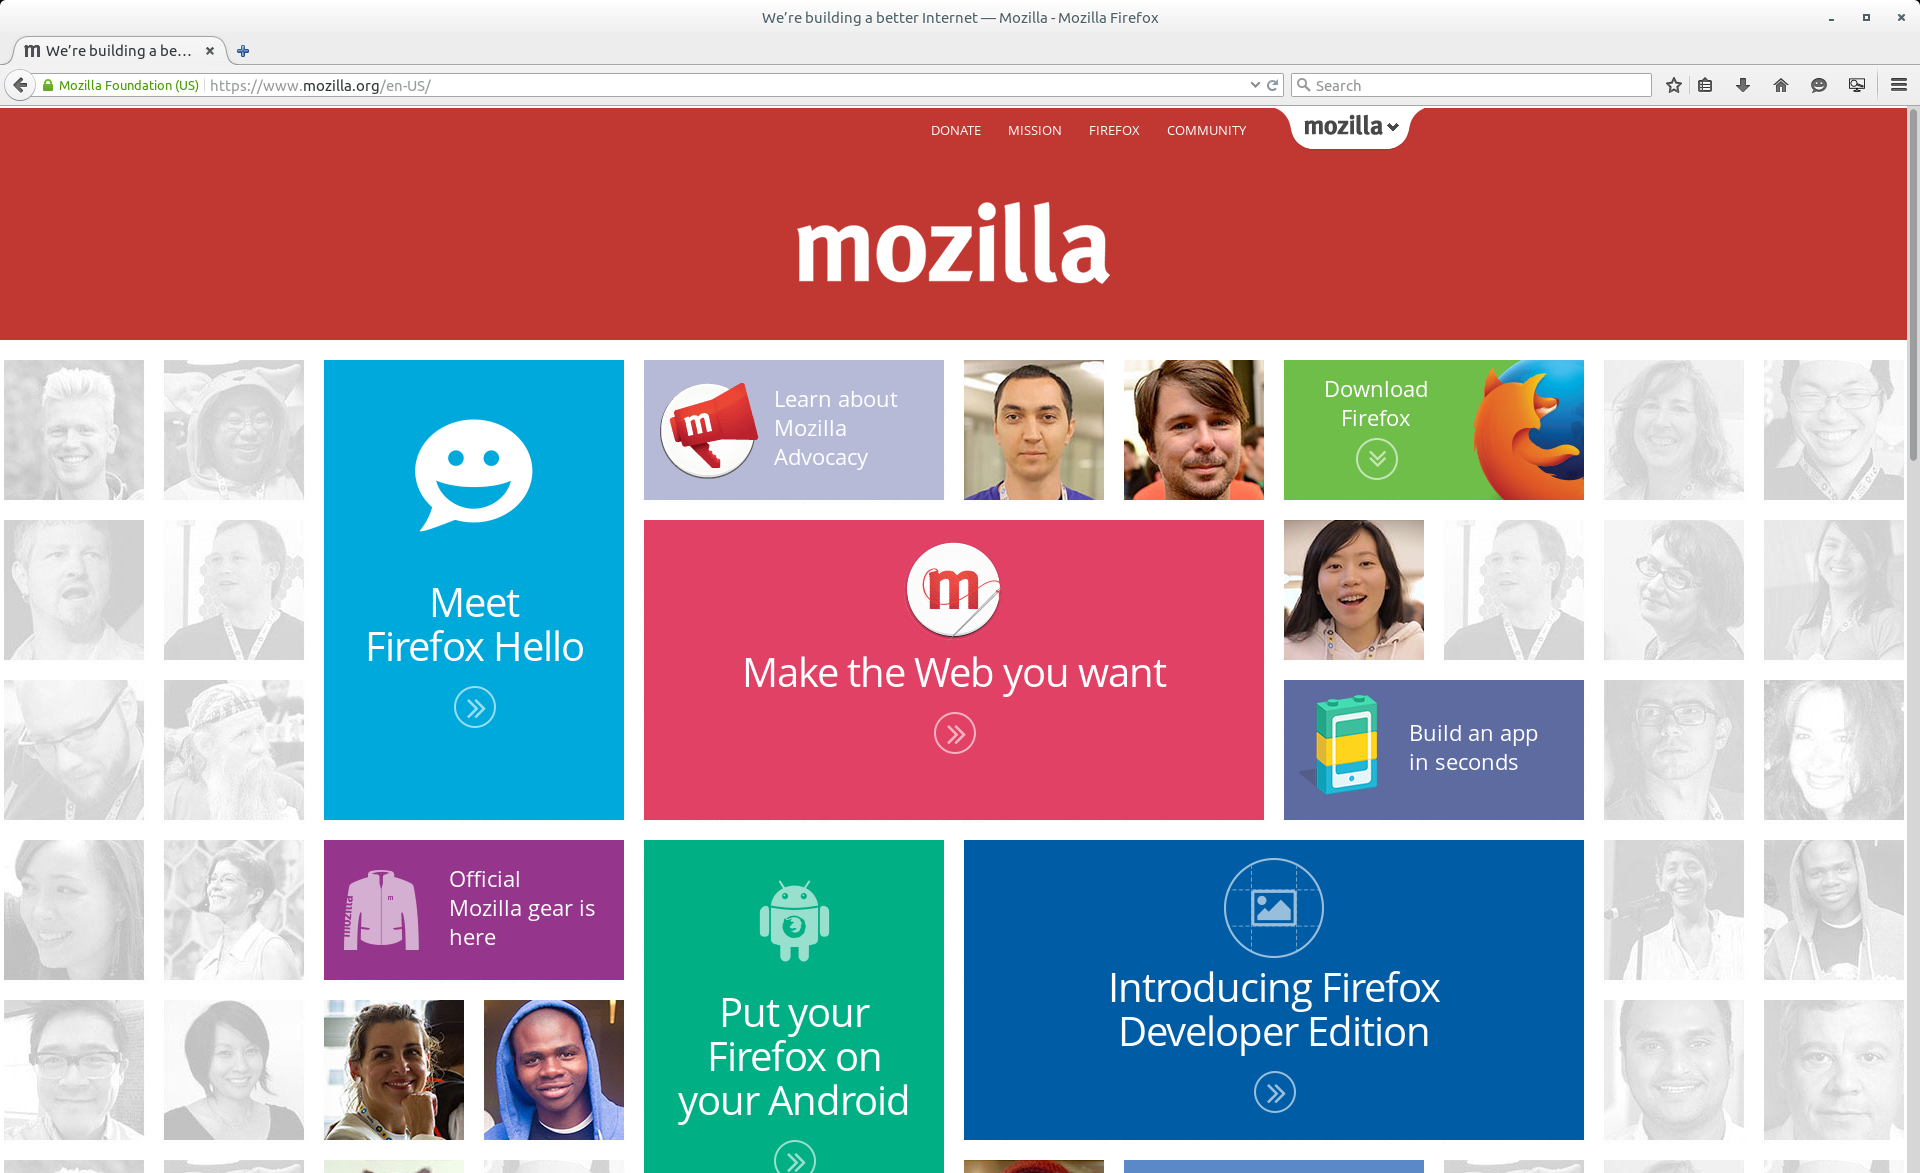 We’re building a better Internet — Mozilla - Mozilla Firefox
m We’re building a be...
Mozilla Foundation (US) https://www.mozilla.org/en-US/
Search
DONATE MISSION FIREFOX COMMUNITY
mozilla
mozilla
m
Learn about
Mozilla
Advocacy
Download
Firefox
Meet
Firefox Hello
m
Make the Web you want
Build an app
in seconds
mozilla
m
Official
Mozilla gear is
here
Put your
Firefox on
your Android
Introducing Firefox
Developer Edition